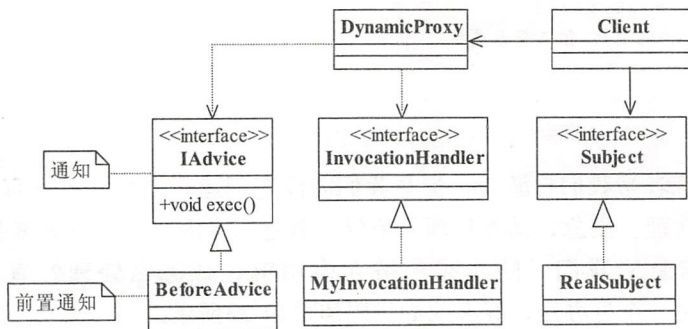 DynamicProxy
Client
<<interface>>
IAdvice
+void exec()
<<interface>>
InvocationHandler
<<interface>>
Subject
通知
前置通知
BeforeAdvice
MyInvocationHandler
RealSubject